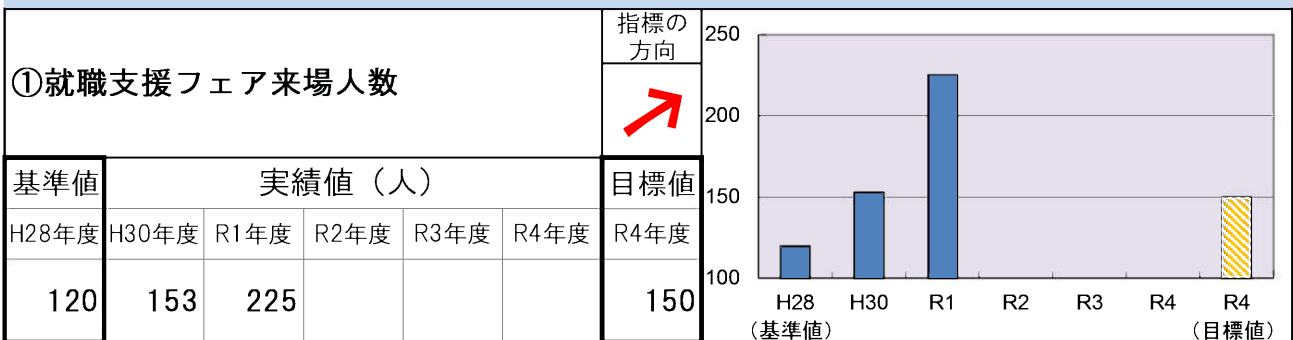 ①就職支援フェア来場人数
指標の
方向
基準値 実績値（人） 目標値
H28年度 H30年度 R1年度 R2年度 R3年度 R4年度 R4年度
120 153 225 150
250
200
150
100
H28 H30 R1 R2 R3 R4 R4
（基準値） （目標値）